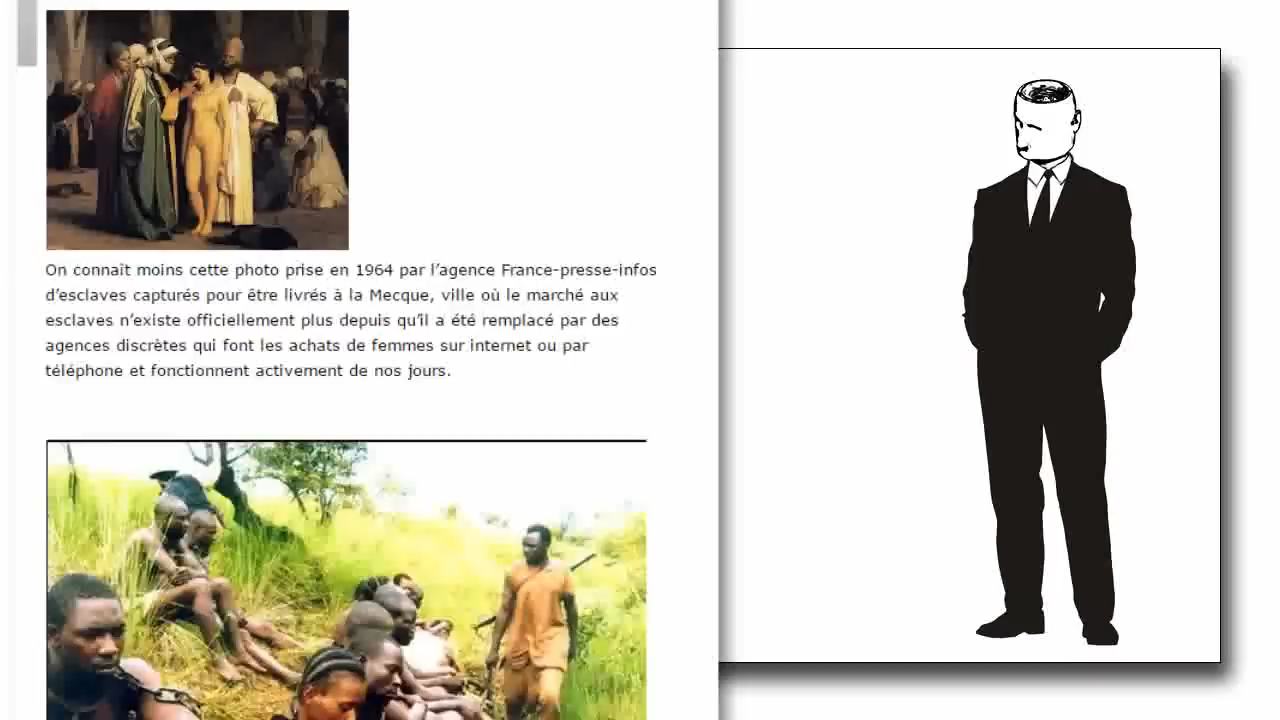 On connaît moins cette photo prise en 1964 par l’agence France-presse-infos
d’esclaves capturés pour être livrés à la Mecque, ville où le marché aux
esclaves n’existe officiellement plus depuis qu’il a été remplacé par des
agences discrètes qui font les achats de femmes sur internet ou par
téléphone et fonctionnent activement de nos jours.